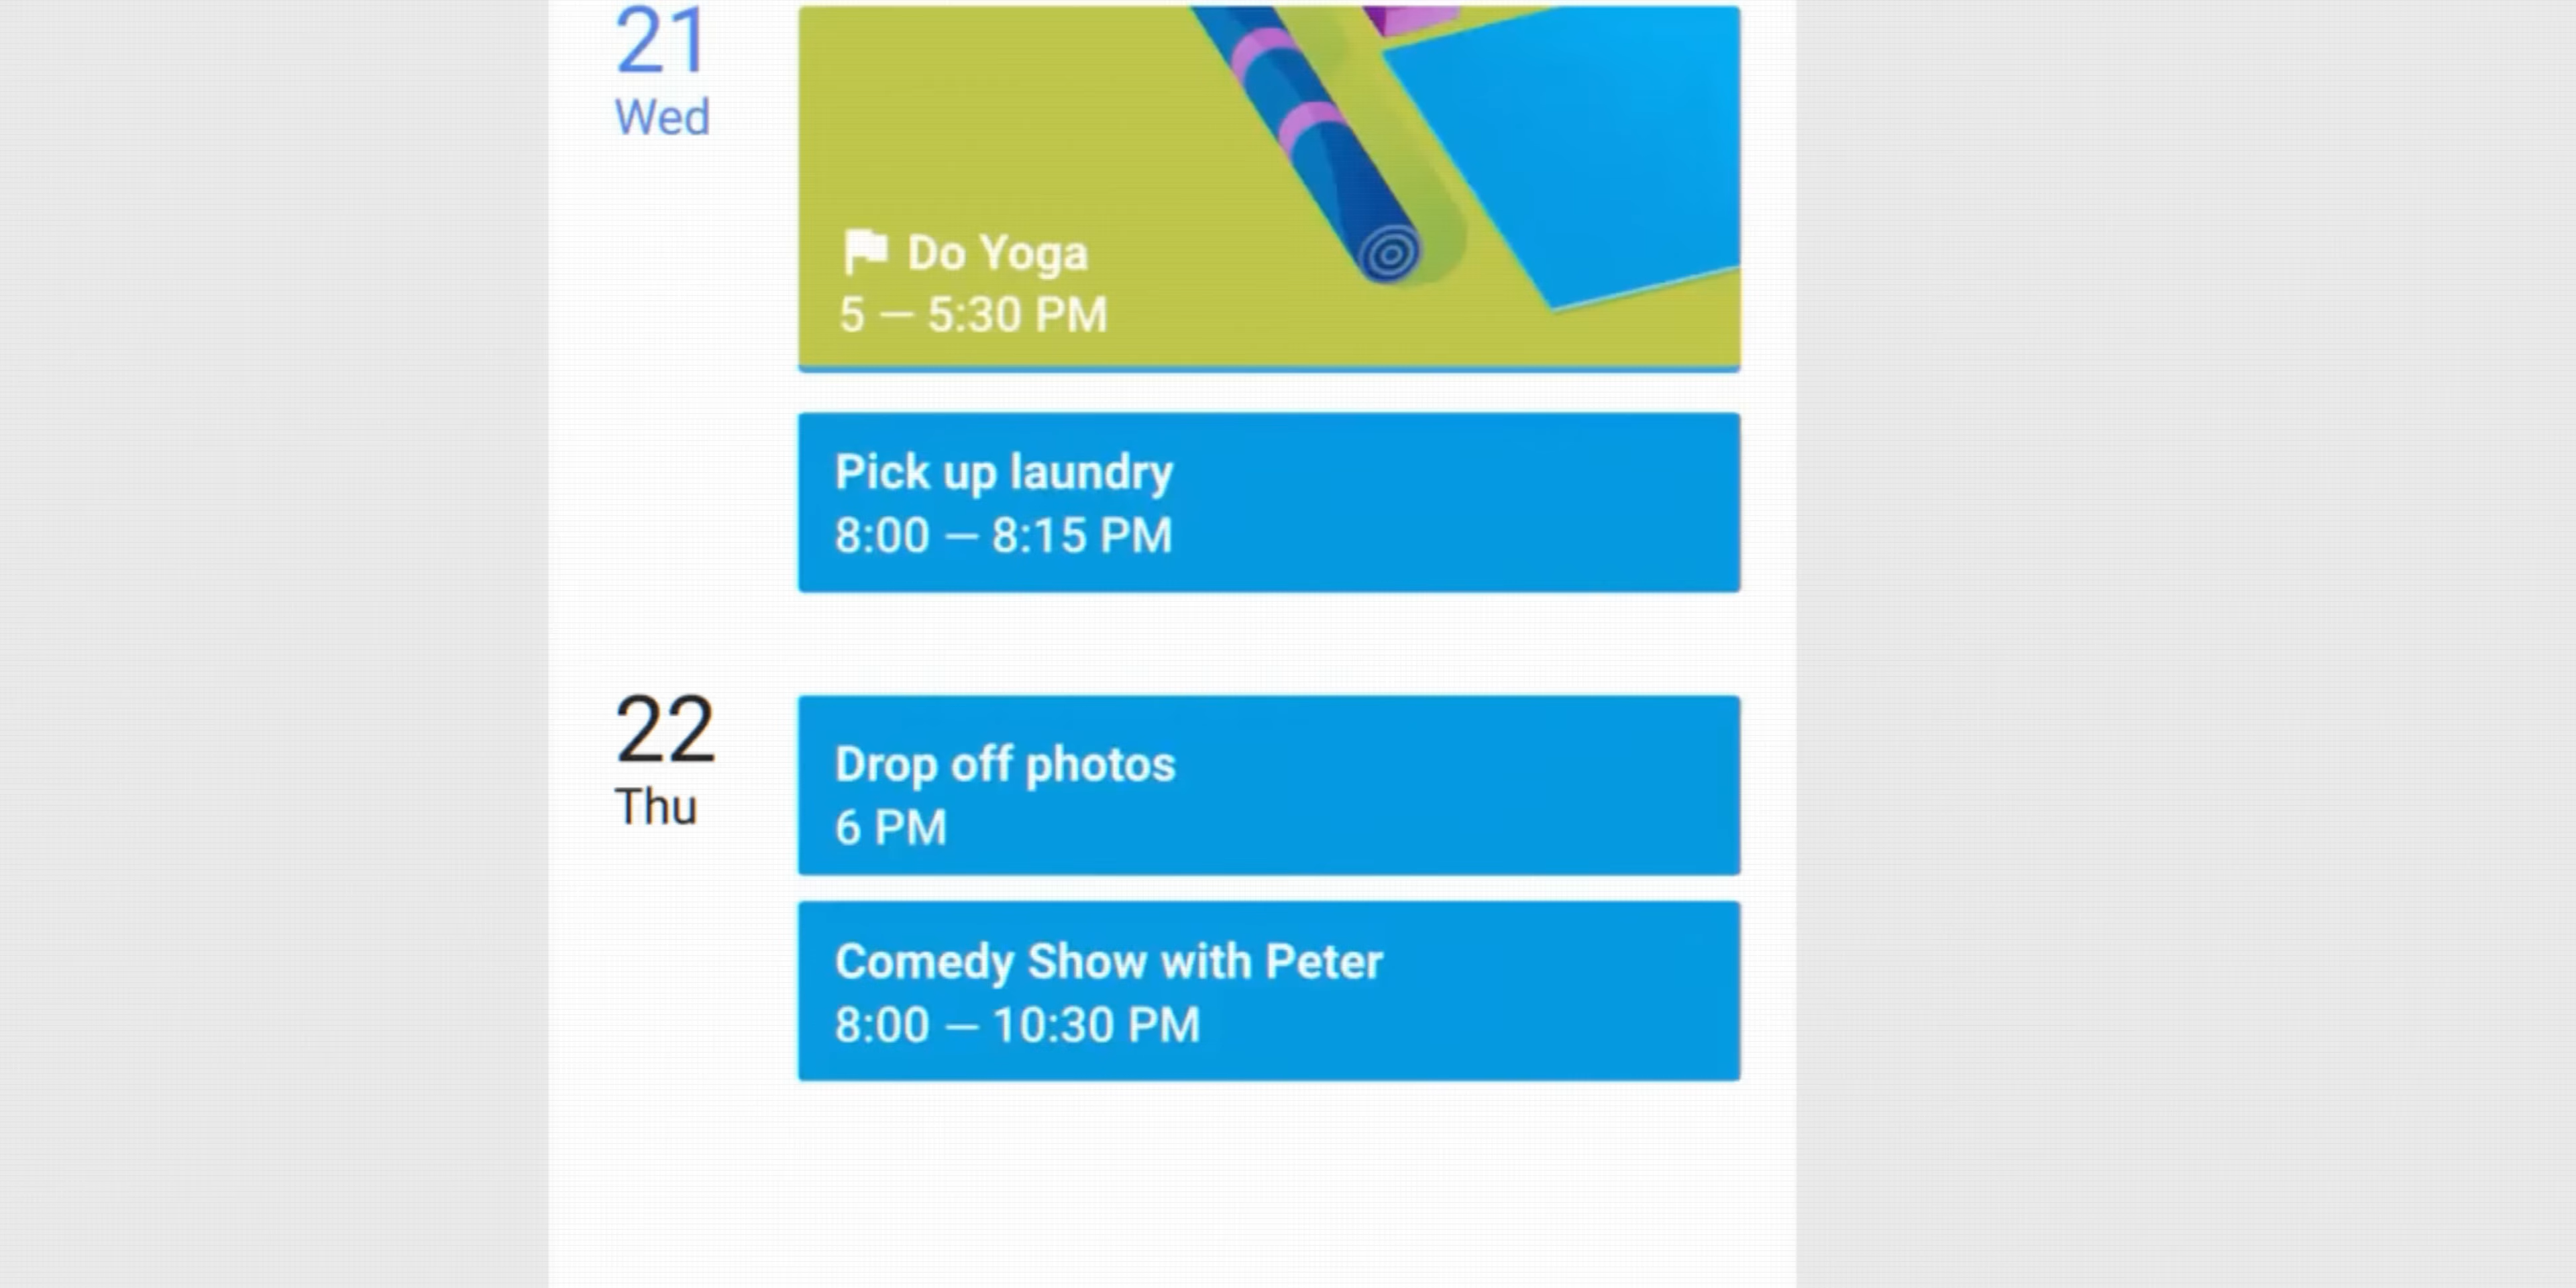 21
Wed
Do Yoga
5 — 5:30 PM
Pick up laundry
8:00 — 8:15 PM
22
Thu
Drop off photos
6 PM
Comedy Show with Peter
8:00 — 10:30 PM